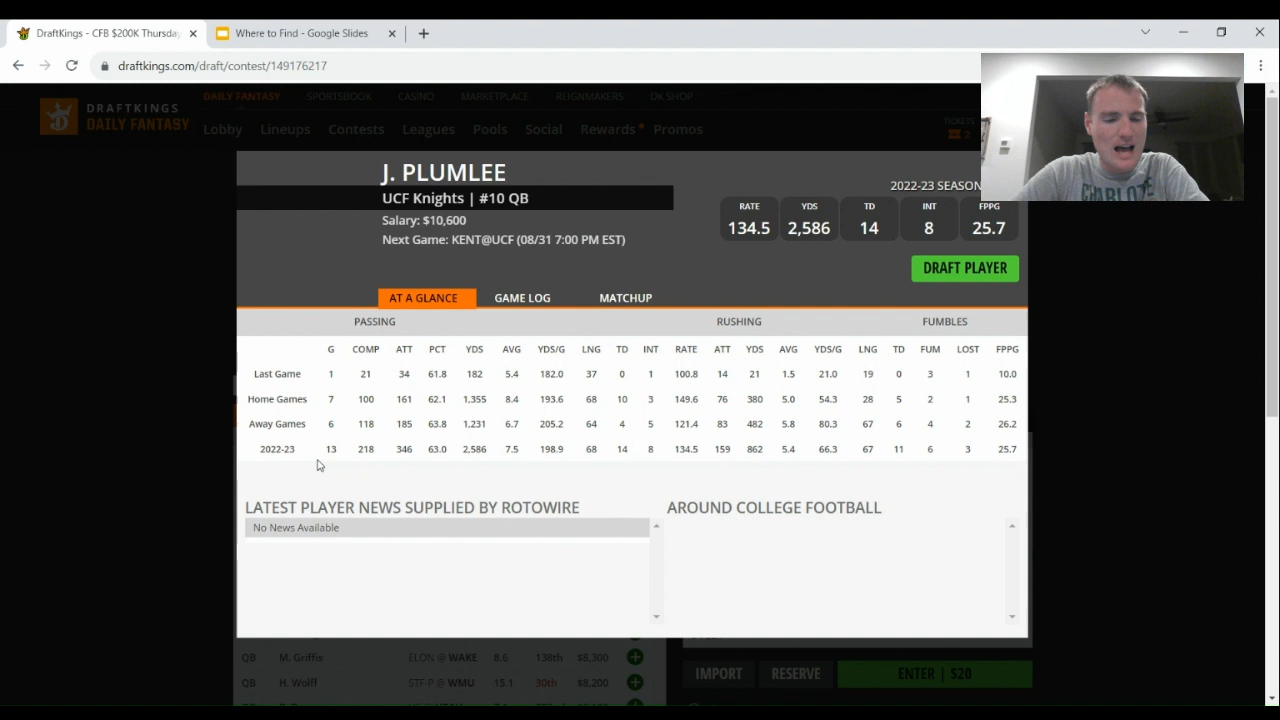 DraftKings - CFB $200K Thursday
Where to Find - Google Slides
draftkings.com/draft/contest/149176217
DAILY FANTASY SPORTSBOOK CASINO MARKETPLACE REIGNMAKERS DK SHOP
DRAFTKINGS
DAILY FANTASY
Lobby Lineups Contests Leagues Pools Social Rewards Promos
TICKETS
2
J. PLUMLEE
UCF Knights | #10 QB
Salary: $10,600
Next Game: KENT@UCF (08/31 7:00 PM EST)
2022-23 SEASON
RATE YDS TD INT FPPG
134.5 2,586 14 8 25.7
DRAFT PLAYER
CHARLOTE
AT A GLANCE GAME LOG MATCHUP
PASSING RUSHING FUMBLES
G COMP ATT PCT YDS AVG YDS/G LNG TD INT RATE ATT YDS AVG YDS/G LNG TD FUM LOST FPPG
Last Game 1 21 34 61.8 182 5.4 182.0 37 0 1 100.8 14 21 1.5 21.0 19 0 3 1 10.0
Home Games 7 100 161 62.1 1,355 8.4 193.6 68 10 3 149.6 76 380 5.0 54.3 28 5 2 1 25.3
Away Games 6 118 185 63.8 1,231 6.7 205.2 64 4 5 121.4 83 482 5.8 80.3 67 6 4 2 26.2
2022-23 13 218 346 63.0 2,586 7.5 198.9 68 14 8 134.5 159 862 5.4 66.3 67 11 6 3 25.7
LATEST PLAYER NEWS SUPPLIED BY ROTOWIRE
No News Available
AROUND COLLEGE FOOTBALL
QB M. Griffis ELON @ WAKE 8.6 138th $8,300
QB H. Wolff STF-P @ WMU 15.1 30th $8,200
IMPORT RESERVE ENTER | $20